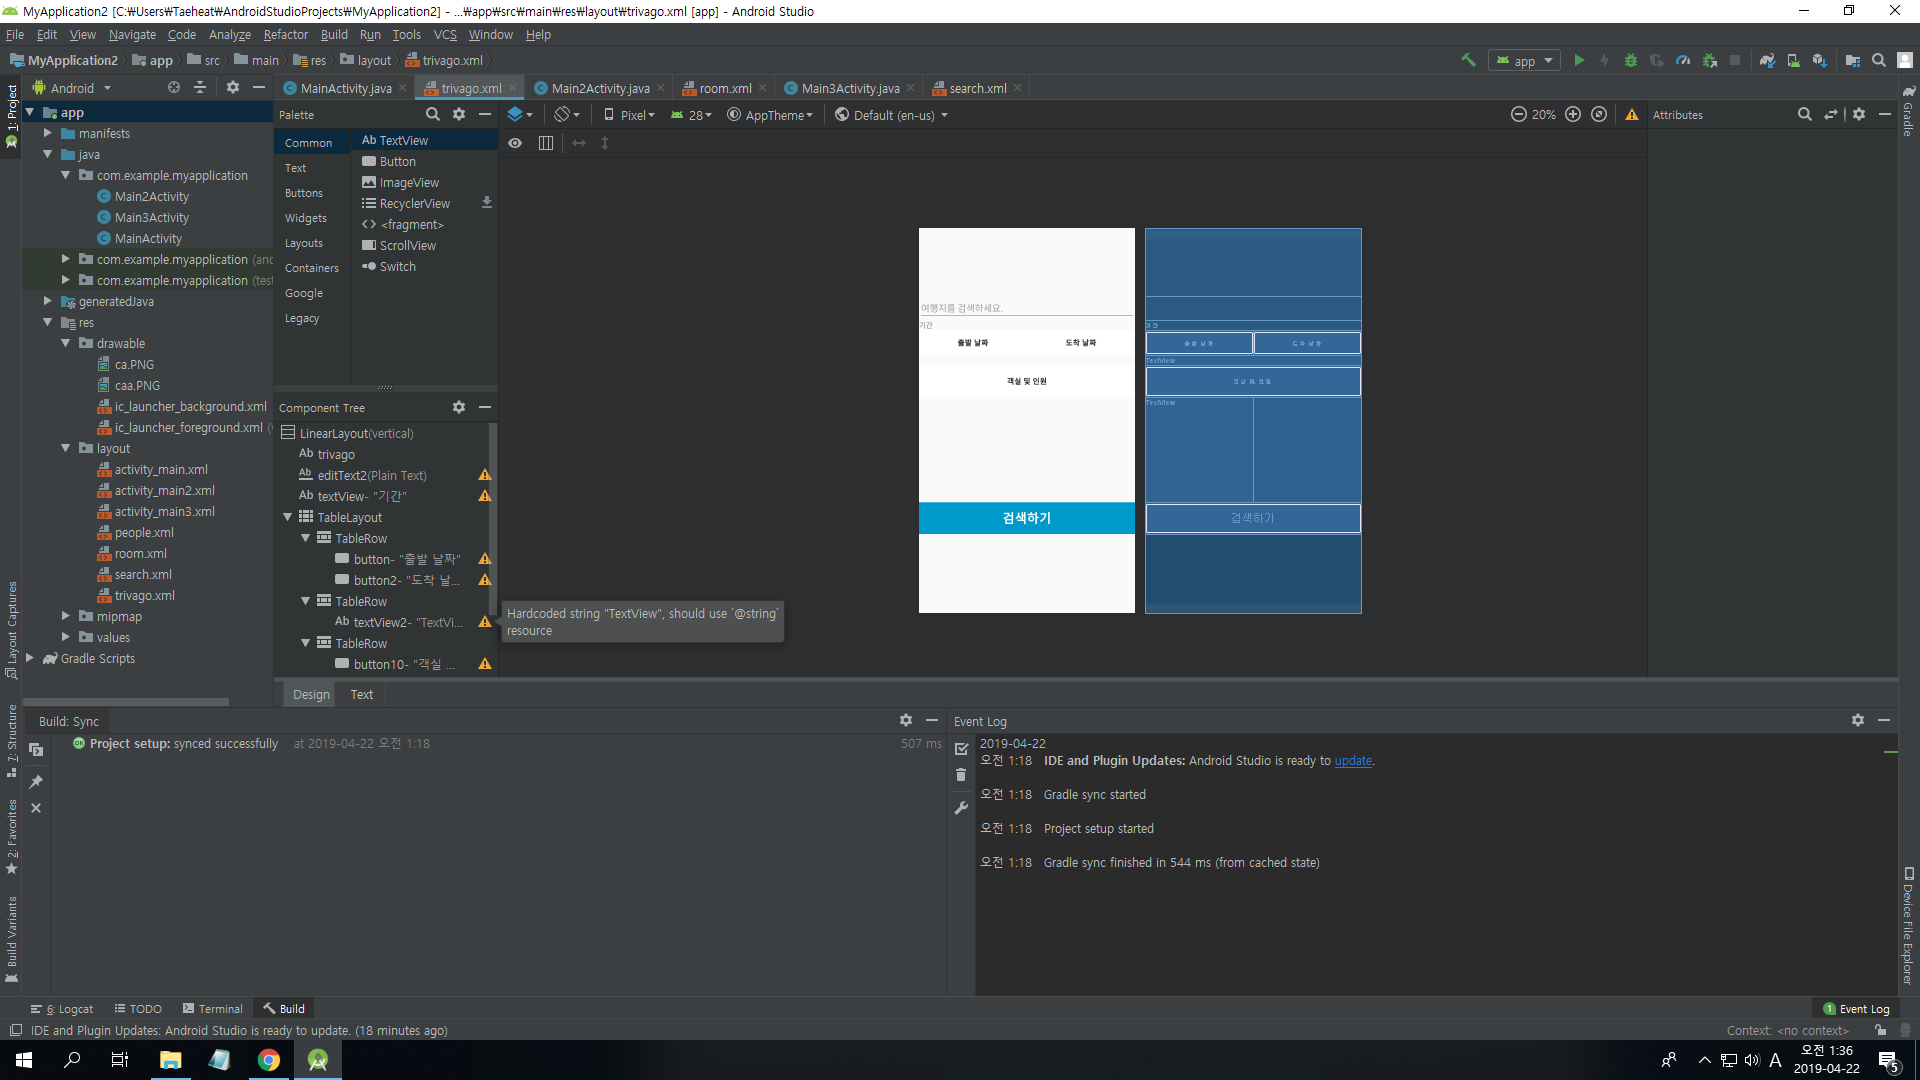 MyApplication2 [C:₩Users₩Taeheat₩AndroidStudioProjects₩MyApplication2] - ...₩app₩src₩main₩res₩layout₩trivago.xml [app] - Android Studio
File Edit View Navigate Code Analyze Refactor Build Run Tools VCS Window Help
MyApplication2 app src main res layout trivago.xml
app
Android
MainActivity.java trivago.xml Main2Activity.java room.xml Main3Activity.java search.xml
1: Project
Layout Captures
7: Structure
2: Favorites
Build Variants
app
manifests
java
com.example.myapplication
Main2Activity
Main3Activity
MainActivity
com.example.myapplication (and
com.example.myapplication (test
generatedJava
res
drawable
ca.PNG
caa.PNG
ic_launcher_background.xml
ic_launcher_foreground.xml (v
layout
activity_main.xml
activity_main2.xml
activity_main3.xml
people.xml
room.xml
search.xml
trivago.xml
mipmap
values
Gradle Scripts
Palette
Common
Text
Buttons
Widgets
Layouts
Containers
Google
Legacy
Ab TextView
Button
ImageView
RecyclerView
<> <fragment>
ScrollView
Switch
Component Tree
LinearLayout(vertical)
Ab trivago
Ab editText2(Plain Text)
Ab textView- "기간"
TableLayout
TableRow
button- "출발 날짜"
button2- "도착 날...
TableRow
Ab textView2- "TextVi...
TableRow
button10- "객실 ...
Hardcoded string "TextView", should use `@string`
resource
Pixel 28 AppTheme Default (en-us) 20%
Attributes
Gradle
Device File Explorer
여행지를 검색하세요.
기간
출발 날짜 도착 날짜
객실 및 인원
검색하기
기간
출발 날짜 도착 날짜
TextView
TextView
검색하기
Design Text
Build: Sync
OK Project setup: synced successfully at 2019-04-22 오전 1:18 507 ms
Event Log
2019-04-22
오전 1:18 IDE and Plugin Updates: Android Studio is ready to update.
오전 1:18 Gradle sync started
오전 1:18 Project setup started
오전 1:18 Gradle sync finished in 544 ms (from cached state)
6: Logcat TODO Terminal Build
1 Event Log
IDE and Plugin Updates: Android Studio is ready to update. (18 minutes ago)
Context: <no context>
A
오전 1:36
2019-04-22
5